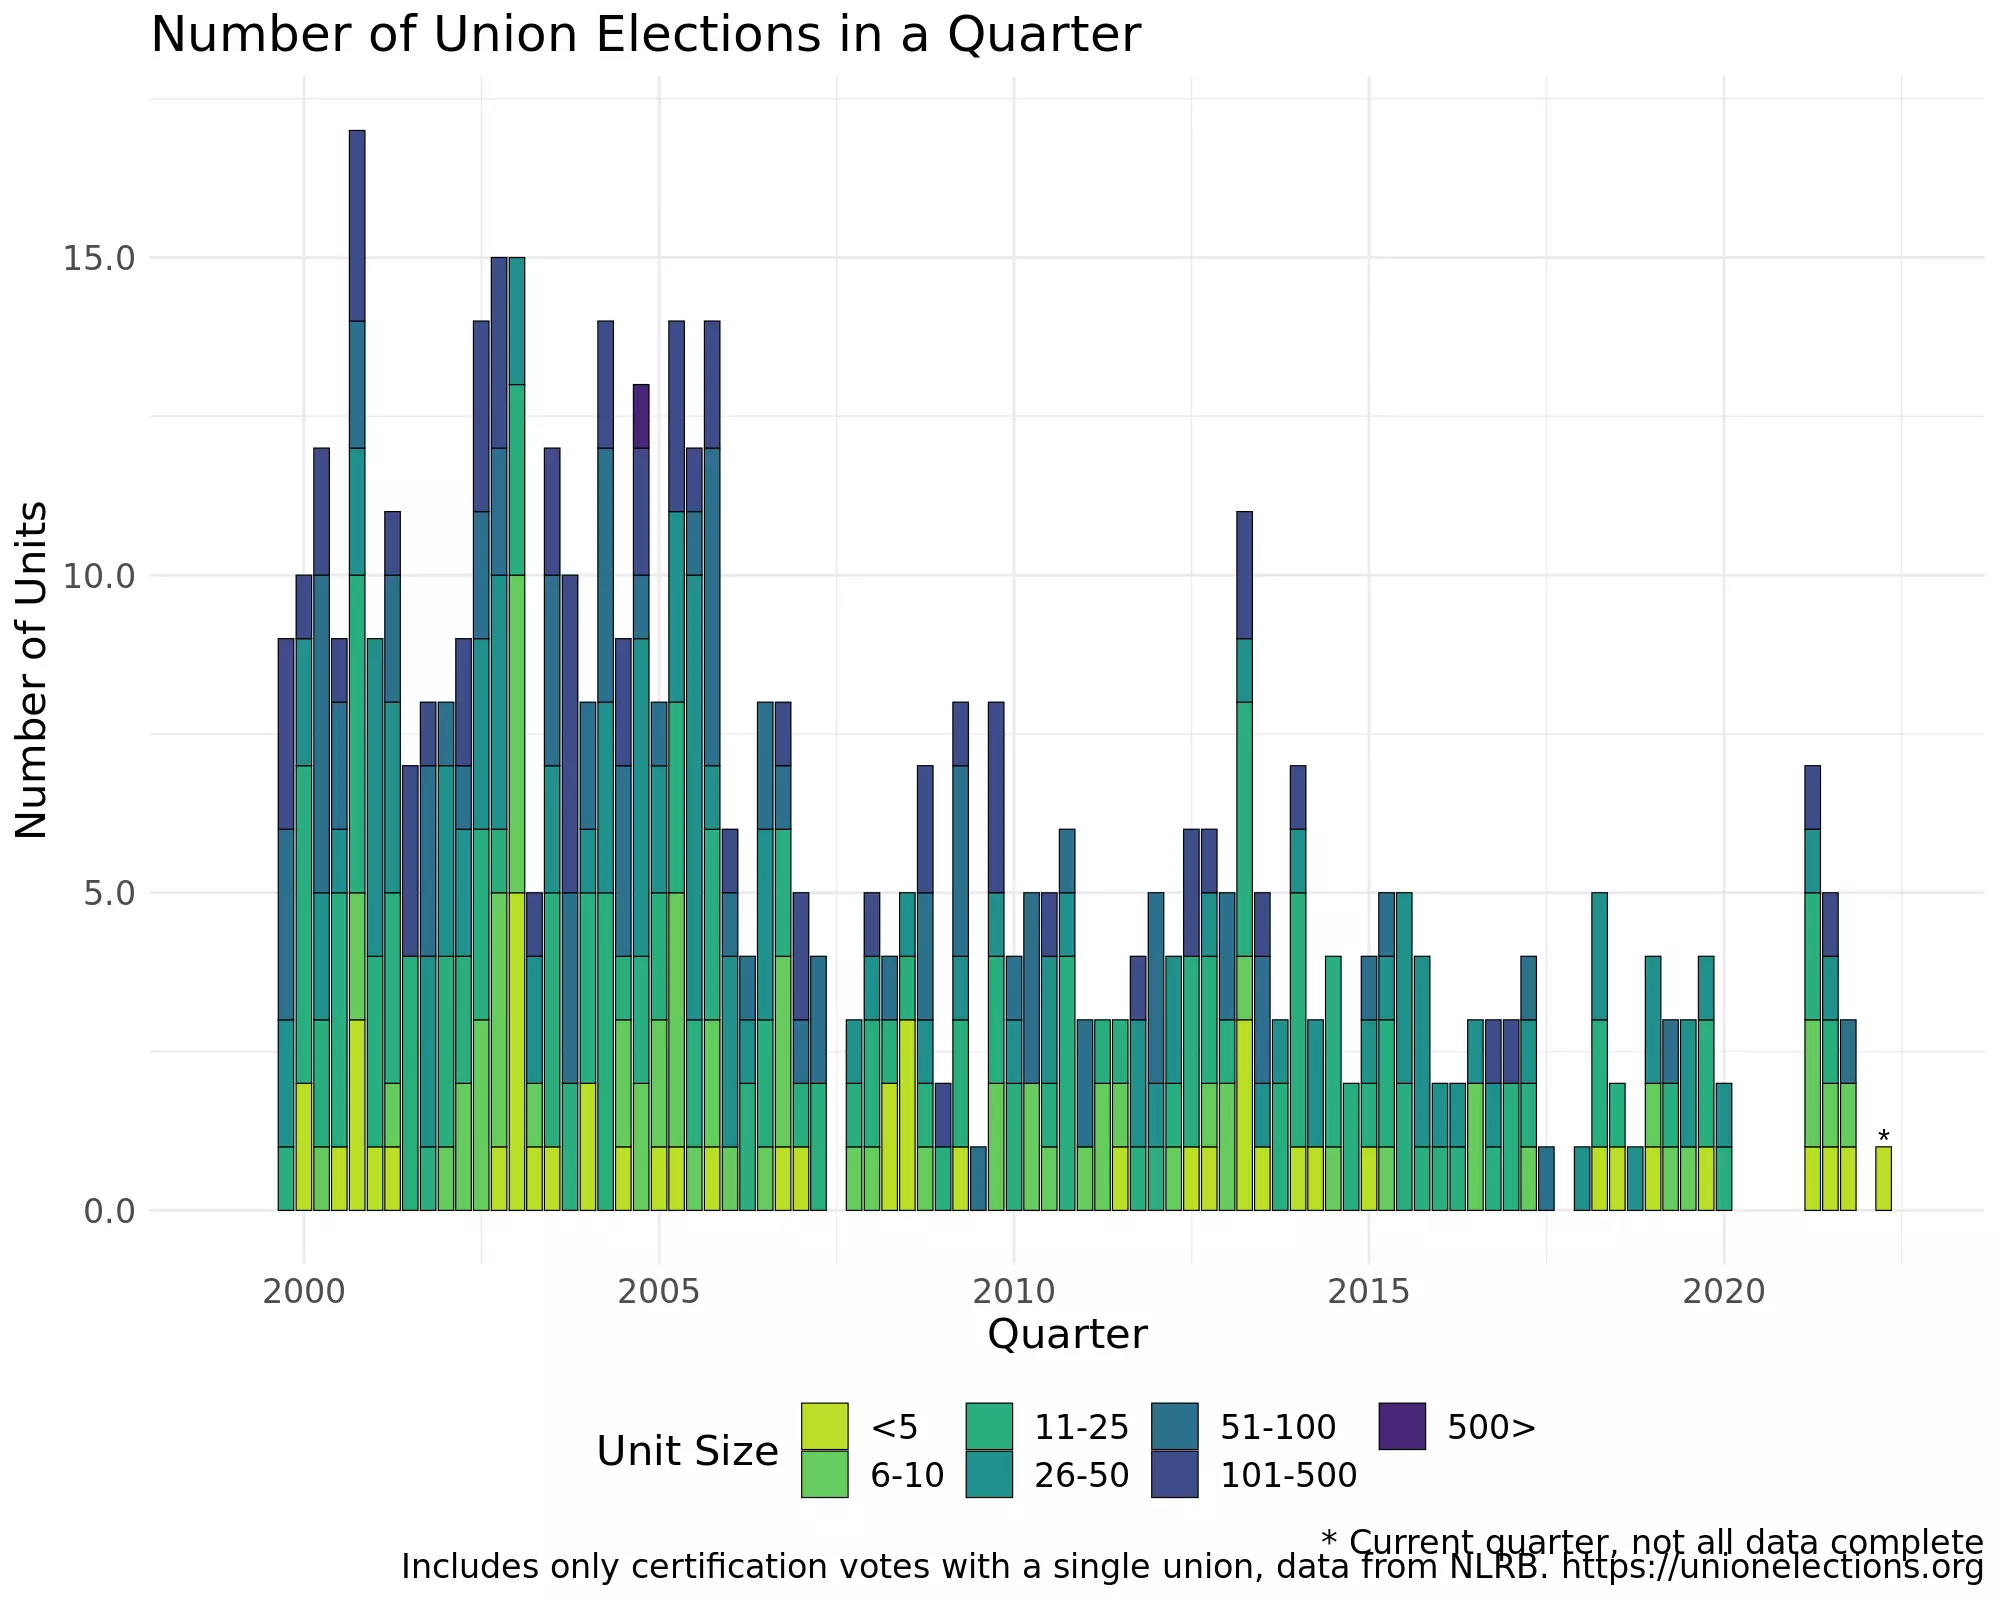 Number of Union Elections in a Quarter
Number of Units
15.0
10.0
5.0
0.0
*
2000 2005 2010 2015 2020
Quarter
Unit Size
<5 11-25 51-100 500>
6-10 26-50 101-500
* Current quarter, not all data complete
Includes only certification votes with a single union, data from NLRB. https://unionelections.org